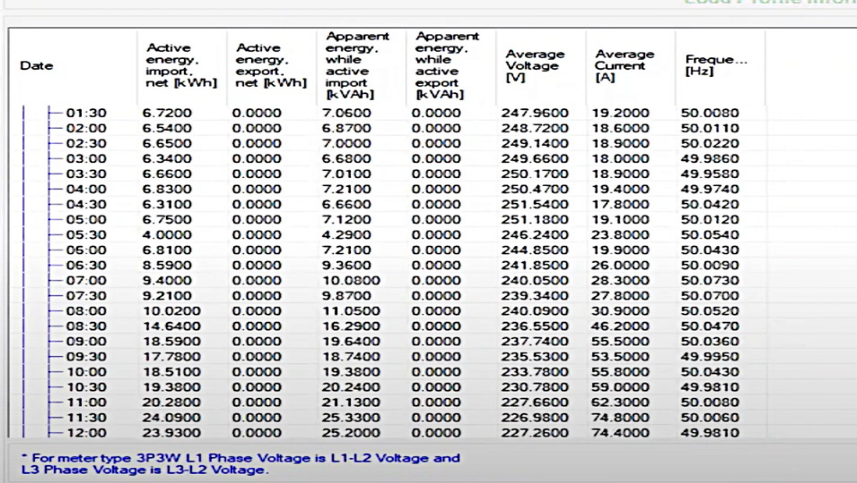 Date
Active energy, import, net [kWh]
Active energy, export, net [kWh]
Apparent energy, while active import [kVAh]
Apparent energy, while active export [kVAh]
Average Voltage [V]
Average Current [A]
Freque... [Hz]
01:30 6.7200 0.0000 7.0600 0.0000 247.9600 19.2000 50.0080
02:00 6.5400 0.0000 6.8700 0.0000 248.7200 18.6000 50.0110
02:30 6.6500 0.0000 7.0000 0.0000 249.1400 18.9000 50.0220
03:00 6.3400 0.0000 6.6800 0.0000 249.6600 18.0000 49.9860
03:30 6.6600 0.0000 7.0100 0.0000 250.1700 18.9000 49.9580
04:00 6.8300 0.0000 7.2100 0.0000 250.4700 19.4000 49.9740
04:30 6.3100 0.0000 6.6600 0.0000 251.5400 17.8000 50.0420
05:00 6.7500 0.0000 7.1200 0.0000 251.1800 19.1000 50.0120
05:30 4.0000 0.0000 4.2900 0.0000 246.2400 23.8000 50.0540
06:00 6.8100 0.0000 7.2100 0.0000 244.8500 19.9000 50.0430
06:30 8.5900 0.0000 9.3600 0.0000 241.8500 26.0000 50.0090
07:00 9.4000 0.0000 10.0800 0.0000 240.0500 28.3000 50.0730
07:30 9.2100 0.0000 9.8700 0.0000 239.3400 27.8000 50.0700
08:00 10.0200 0.0000 11.0500 0.0000 240.0900 30.9000 50.0520
08:30 14.6400 0.0000 16.2900 0.0000 236.5500 46.2000 50.0470
09:00 18.5900 0.0000 19.6400 0.0000 237.7400 55.5000 50.0360
09:30 17.7800 0.0000 18.7400 0.0000 235.5300 53.5000 49.9950
10:00 18.5100 0.0000 19.3800 0.0000 233.7800 55.8000 50.0430
10:30 19.3800 0.0000 20.2400 0.0000 230.7800 59.0000 49.9810
11:00 20.2800 0.0000 21.1300 0.0000 227.6600 62.3000 50.0080
11:30 24.0900 0.0000 25.3300 0.0000 226.9800 74.8000 50.0060
12:00 23.9300 0.0000 25.2000 0.0000 227.2600 74.4000 49.9810
* For meter type 3P3W L1 Phase Voltage is L1-L2 Voltage and
L3 Phase Voltage is L3-L2 Voltage.